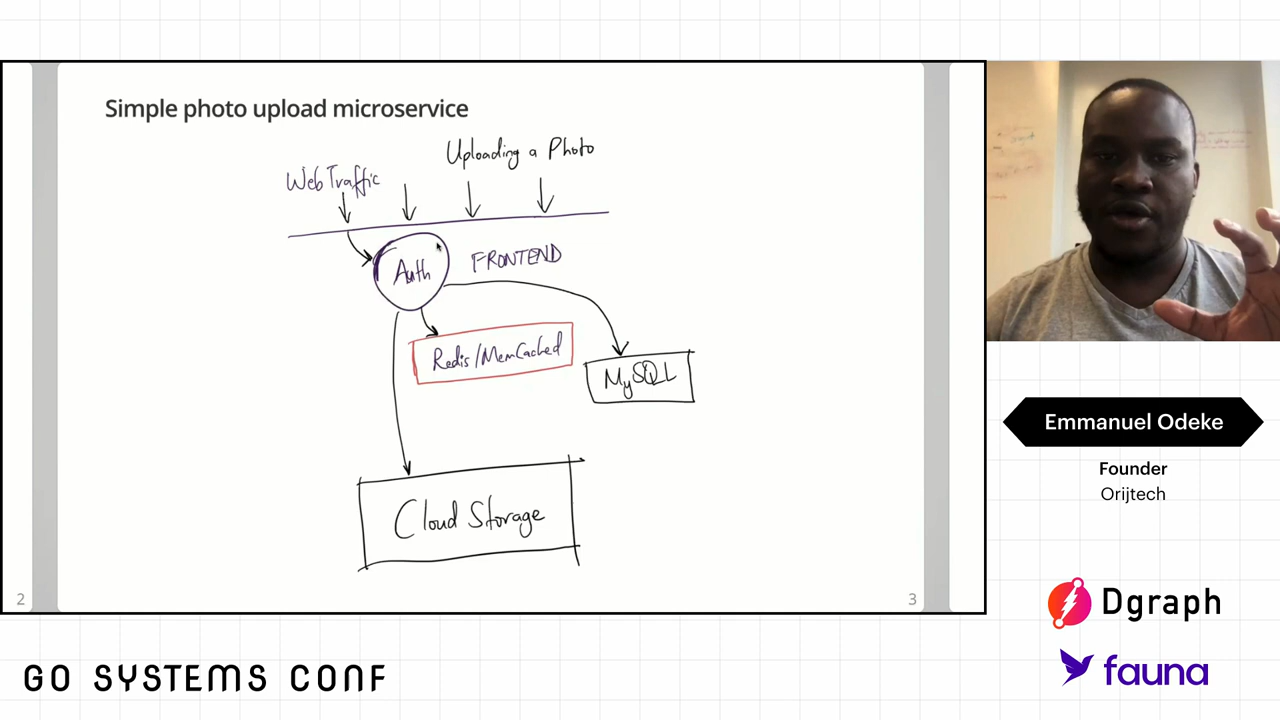 Simple photo upload microservice
Uploading a Photo
Web Traffic
Auth
FRONTEND
Redis/MemCached
MySQL
Cloud Storage
2
3
Emmanuel Odeke
Founder
Orijtech
Dgraph
fauna
GO SYSTEMS CONF